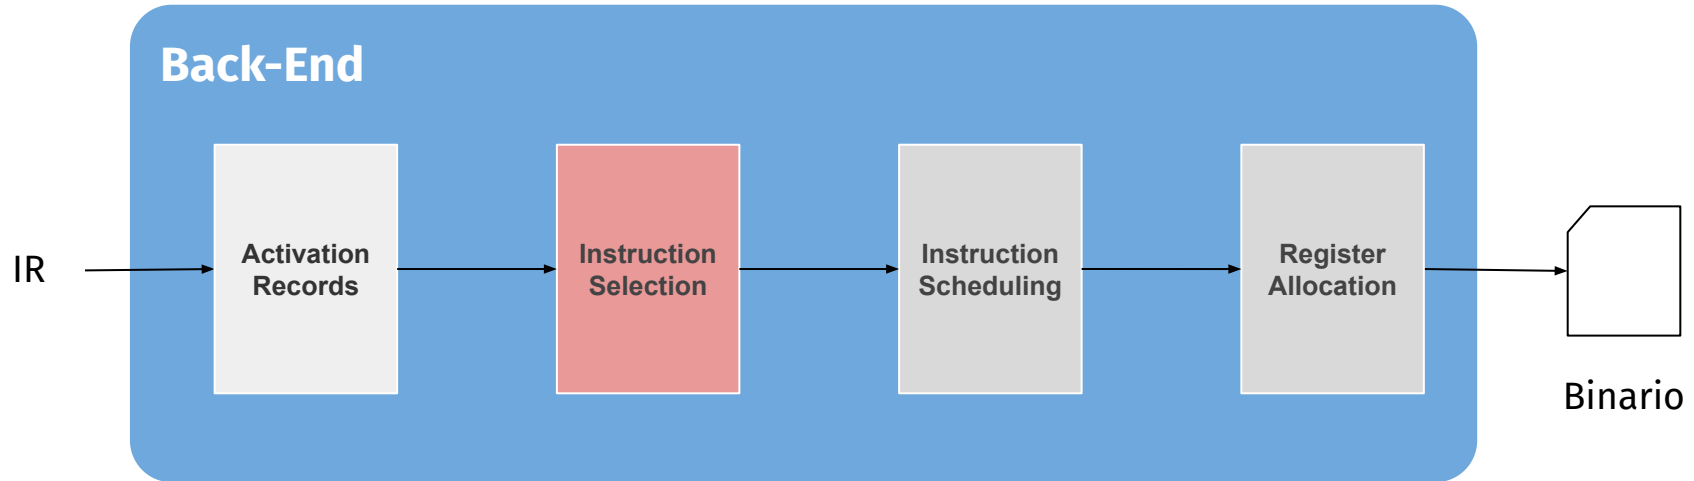 Back-End
IR
Activation
Records
Instruction
Selection
Instruction
Scheduling
Register
Allocation
Binario